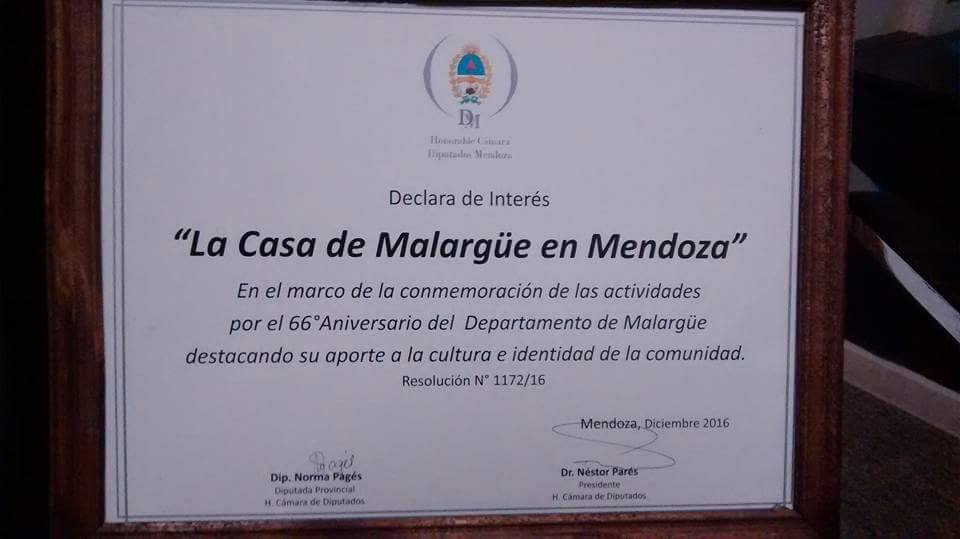 DM
Honorable Cámara
Diputados Mendoza
Declara de Interés
“La Casa de Malargüe en Mendoza”
En el marco de la conmemoración de las actividades
por el 66°Aniversario del Departamento de Malargüe
destacando su aporte a la cultura e identidad de la comunidad.
Resolución N° 1172/16
Mendoza, Diciembre 2016
Pagés
Dip. Norma Pagés
Diputada Provincial
H. Cámara de Diputados
Dr. Néstor Parés
Presidente
H. Cámara de Diputados